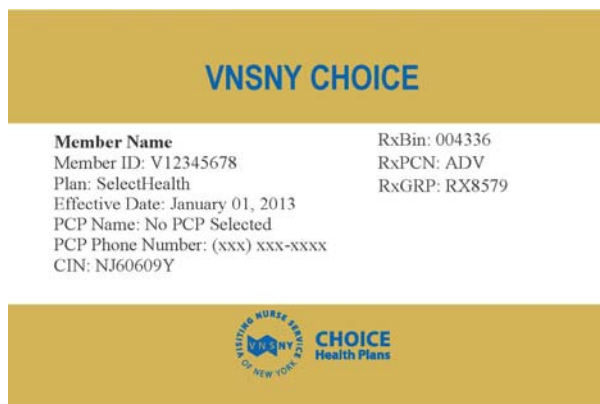 VNSNY CHOICE
Member Name
Member ID: V12345678
Plan: SelectHealth
Effective Date: January 01, 2013
PCP Name: No PCP Selected
PCP Phone Number: (xxx) xxx-xxxx
CIN: NJ60609Y
RxBin: 004336
RxPCN: ADV
RxGRP: RX8579
VISITING NURSE SERVICE
OF NEW YORK
VNSNY
CHOICE
Health Plans